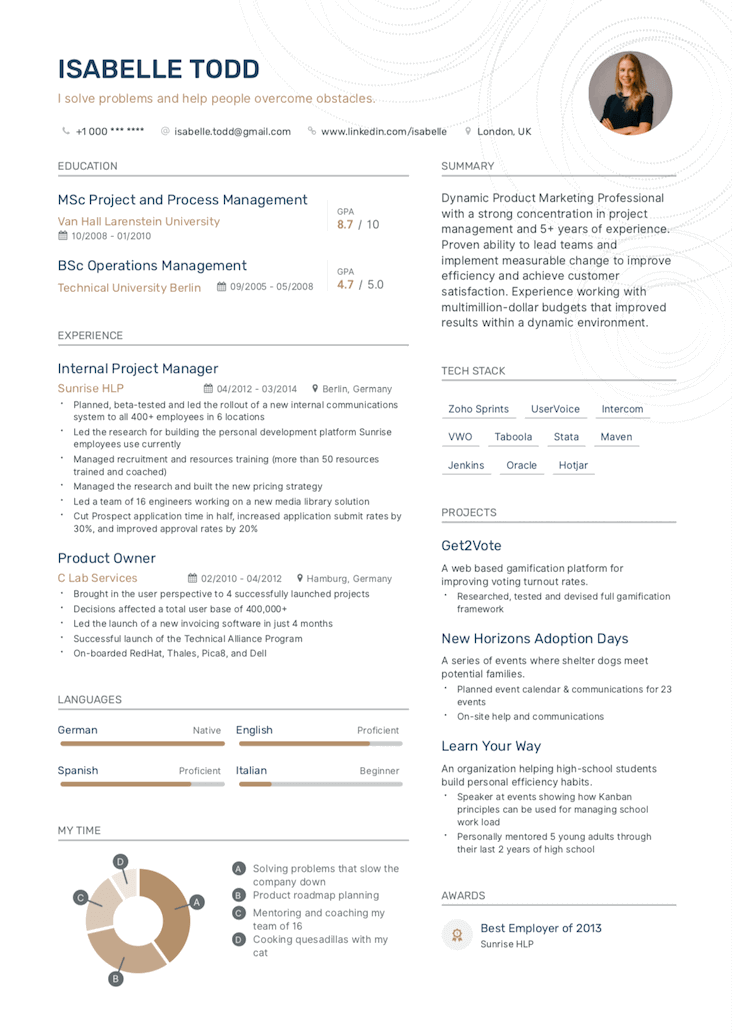 ISABELLE TODD
I solve problems and help people overcome obstacles.
+1 000 *** **** isabelle.todd@gmail.com www.linkedin.com/isabelle London, UK
EDUCATION
MSc Project and Process Management
Van Hall Larenstein University
10/2008 - 01/2010
GPA
8.7 / 10
BSc Operations Management
Technical University Berlin 09/2005 - 05/2008
GPA
4.7 / 5.0
EXPERIENCE
Internal Project Manager
Sunrise HLP 04/2012 - 03/2014 Berlin, Germany
· Planned, beta-tested and led the rollout of a new internal communications
system to all 400+ employees in 6 locations
· Led the research for building the personal development platform Sunrise
employees use currently
· Managed recruitment and resources training (more than 50 resources
trained and coached)
· Managed the research and built the new pricing strategy
· Led a team of 16 engineers working on a new media library solution
· Cut Prospect application time in half, increased application submit rates by
30%, and improved approval rates by 20%
Product Owner
C Lab Services 02/2010 - 04/2012 Hamburg, Germany
· Brought in the user perspective to 4 successfully launched projects
· Decisions affected a total user base of 400,000+
· Led the launch of a new invoicing software in just 4 months
· Successful launch of the Technical Alliance Program
· On-boarded RedHat, Thales, Pica8, and Dell
LANGUAGES
German Native English Proficient
Spanish Proficient Italian Beginner
MY TIME
D
C
A
B
A Solving problems that slow the
company down
B Product roadmap planning
C Mentoring and coaching my
team of 16
D Cooking quesadillas with my
cat
SUMMARY
Dynamic Product Marketing Professional
with a strong concentration in project
management and 5+ years of experience.
Proven ability to lead teams and
implement measurable change to improve
efficiency and achieve customer
satisfaction. Experience working with
multimillion-dollar budgets that improved
results within a dynamic environment.
TECH STACK
Zoho Sprints UserVoice Intercom
VWO Taboola Stata Maven
Jenkins Oracle Hotjar
PROJECTS
Get2Vote
A web based gamification platform for
improving voting turnout rates.
· Researched, tested and devised full gamification
framework
New Horizons Adoption Days
A series of events where shelter dogs meet
potential families.
· Planned event calendar & communications for 23
events
· On-site help and communications
Learn Your Way
An organization helping high-school students
build personal efficiency habits.
· Speaker at events showing how Kanban
principles can be used for managing school
work load
· Personally mentored 5 young adults through
their last 2 years of high school
AWARDS
Best Employer of 2013
Sunrise HLP